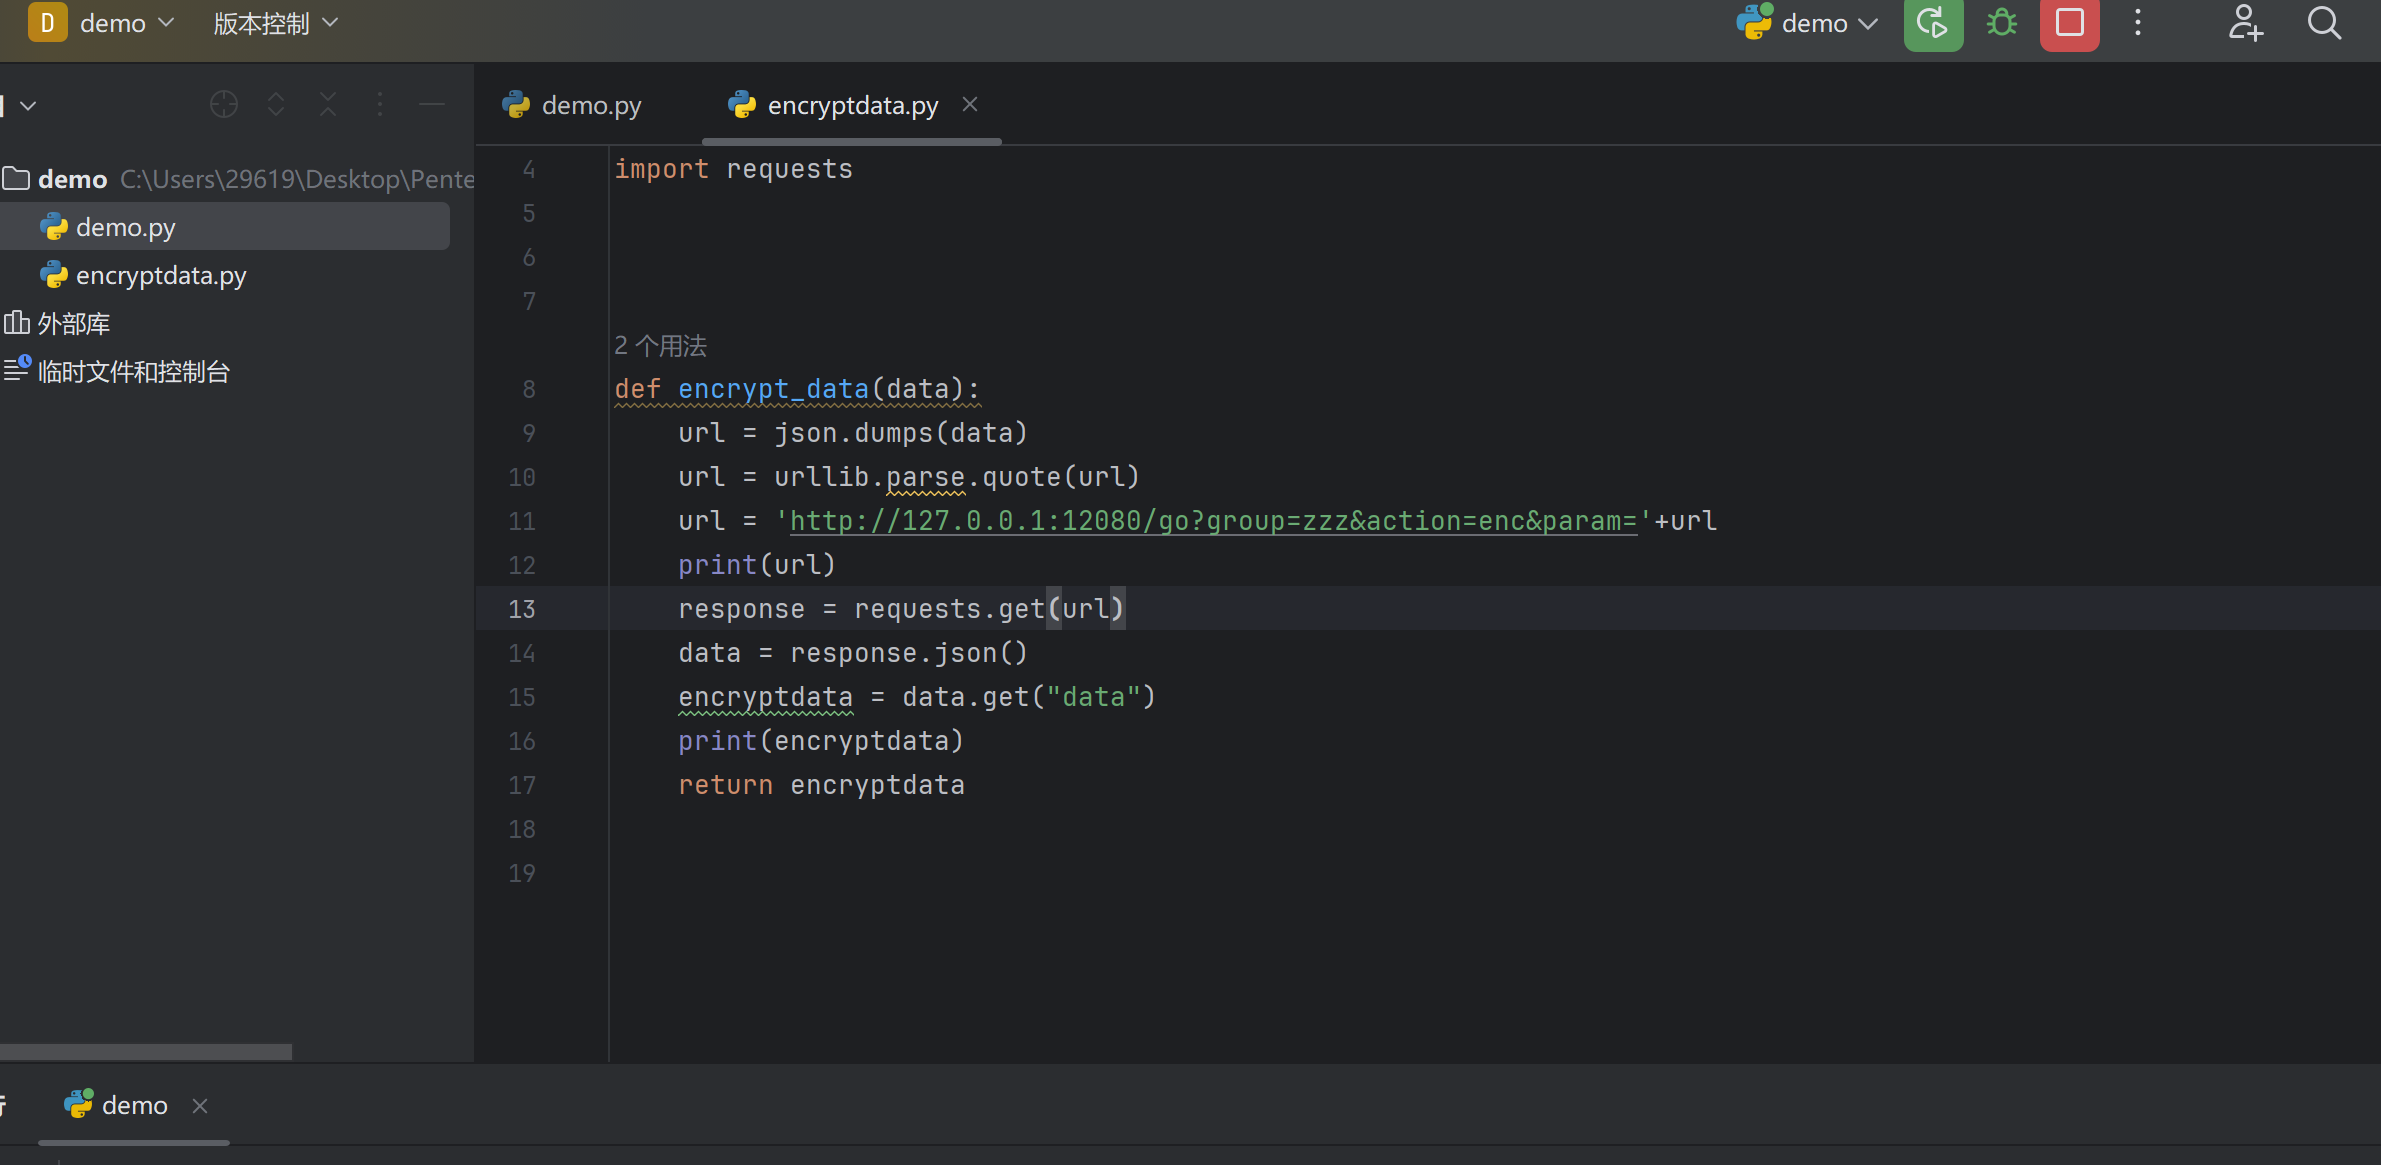 D demo 版本控制 demo
demo C:\Users\29619\Desktop\Pente
demo.py
encryptdata.py
外部库
临时文件和控制台
demo.py encryptdata.py
4 import requests
5
6
7
2 个用法
8 def encrypt_data(data):
9 url = json.dumps(data)
10 url = urllib.parse.quote(url)
11 url = 'http://127.0.0.1:12080/go?group=zzz&action=enc&param='+url
12 print(url)
13 response = requests.get(url)
14 data = response.json()
15 encryptdata = data.get("data")
16 print(encryptdata)
17 return encryptdata
18
19
demo